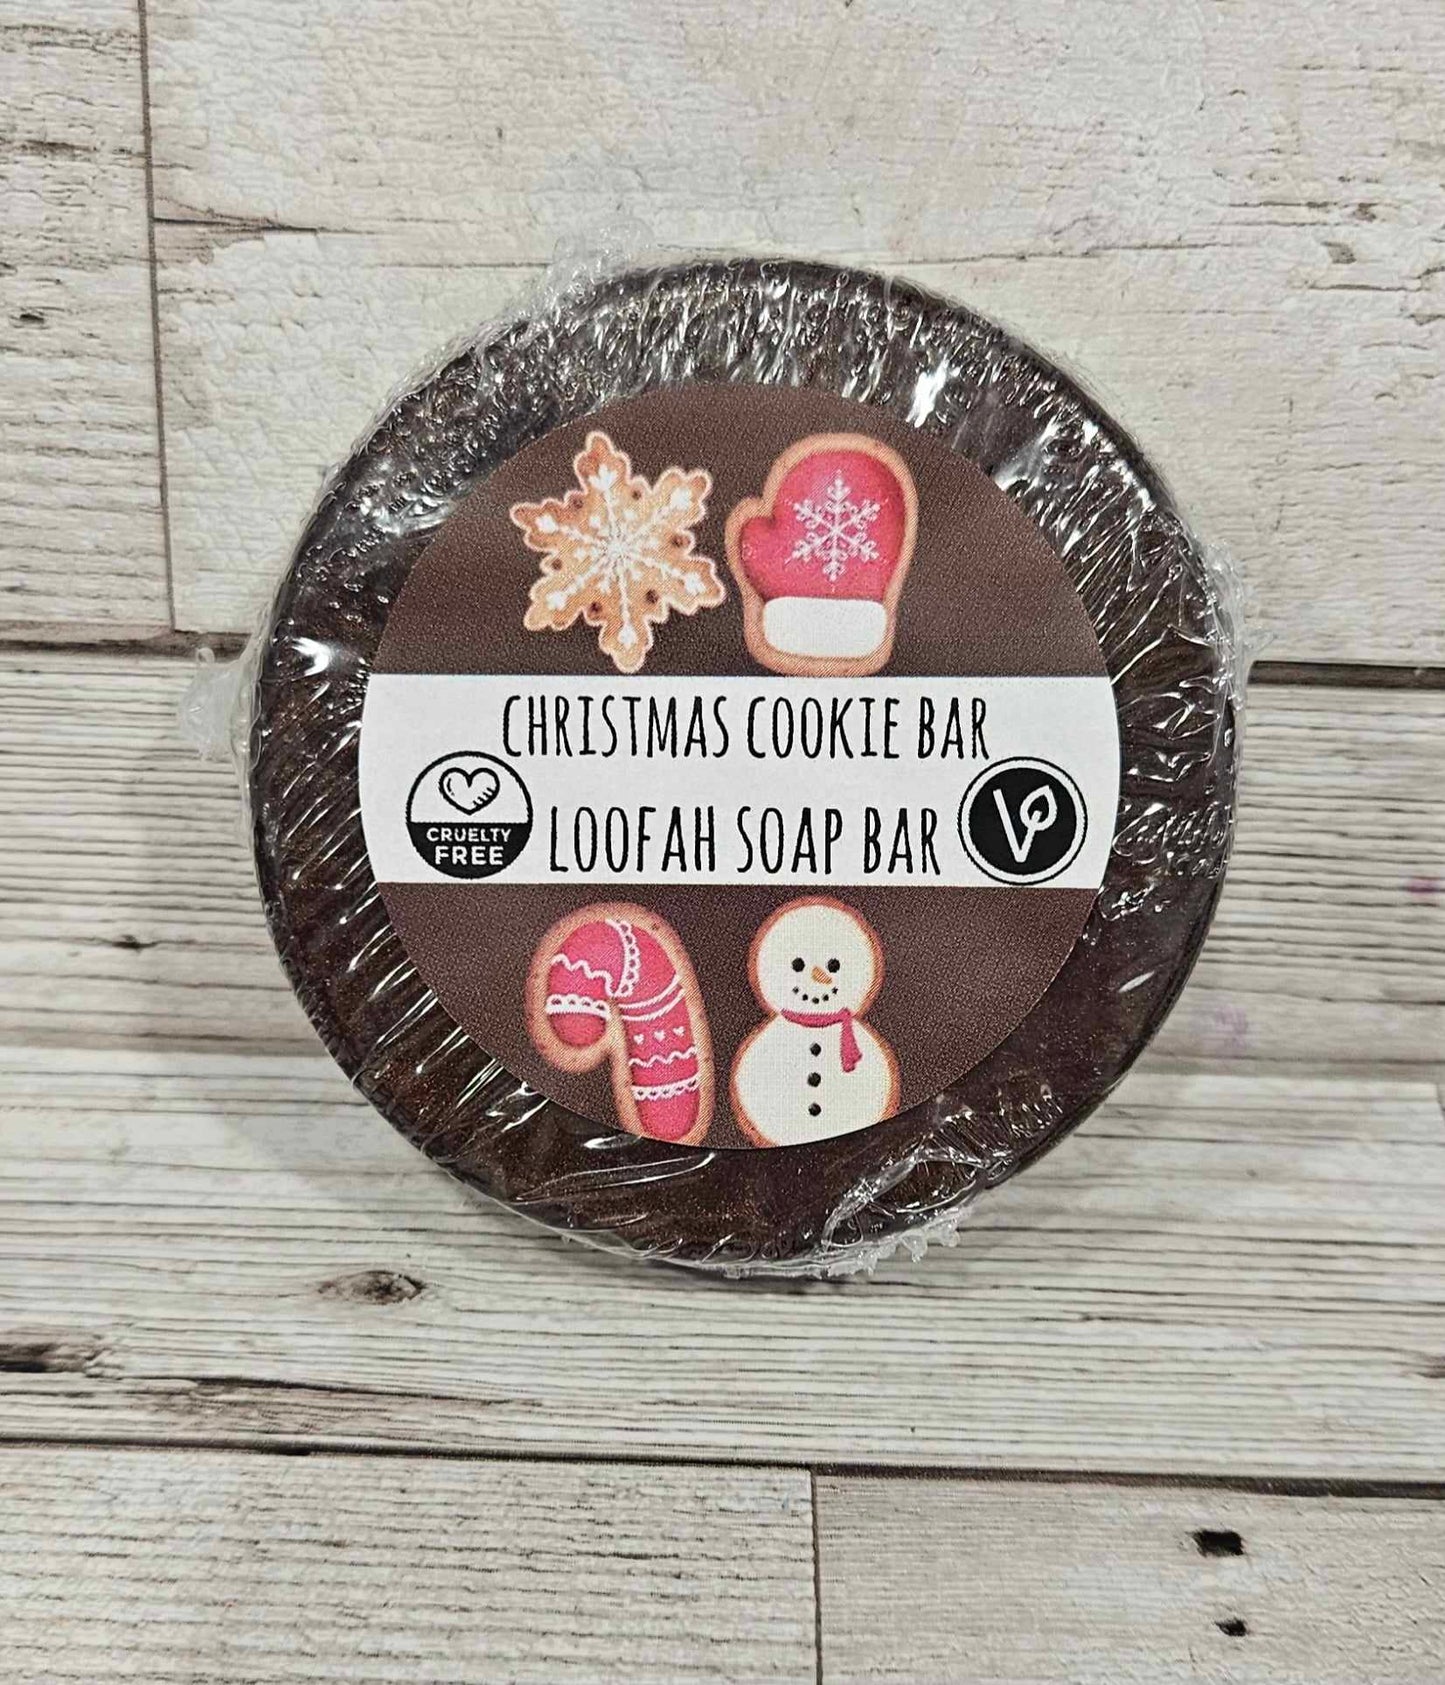 CHRISTMAS COOKIE BAR
LOOFAH SOAP BAR
CRUELTY
FREE
V